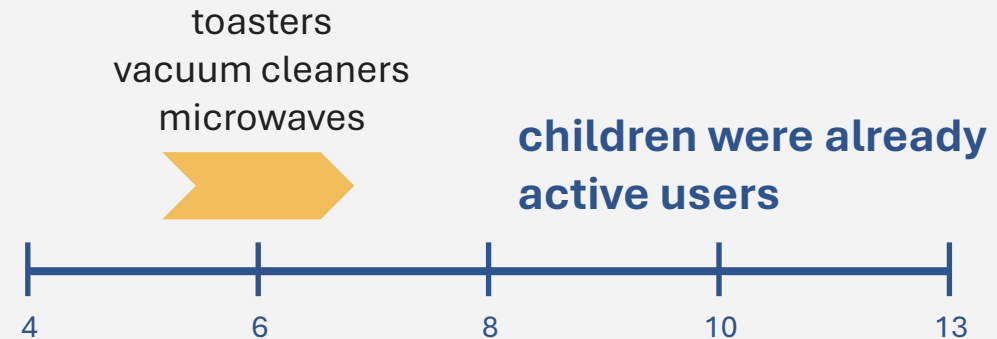 toasters
vacuum cleaners
microwaves
children were already
active users
4 6 8 10 13